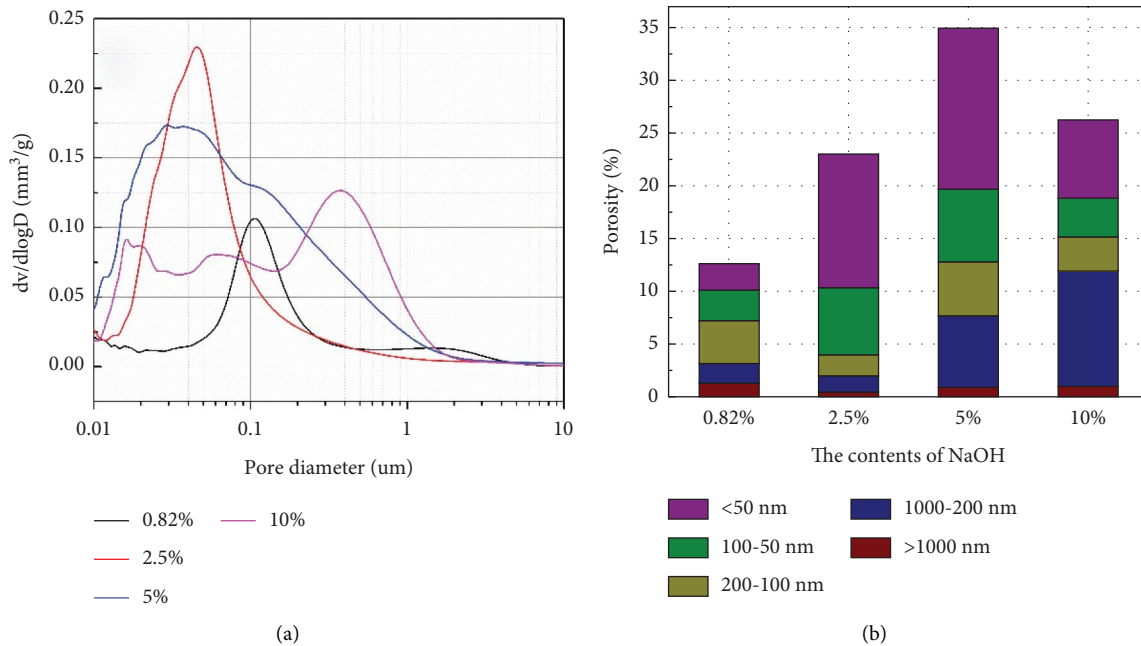 0.25
0.20
0.15
0.10
0.05
0.00
dv/dlogD (mm³/g)
0.01
0.1
1
10
Pore diameter (um)
0.82%
10%
2.5%
5%
(a)
35
30
25
20
15
10
5
0
Porosity (%)
0.82%
2.5%
5%
10%
The contents of NaOH
<50 nm
1000-200 nm
100-50 nm
>1000 nm
200-100 nm
(b)